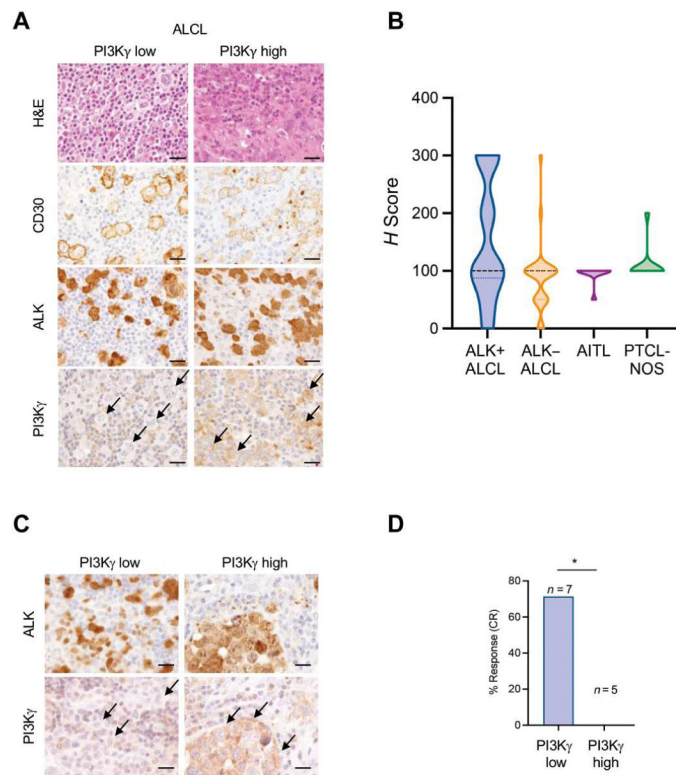 A
ALCL
PI3Kγ low
PI3Kγ high
H&E
CD30
ALK
PI3Kγ
B
H Score
400
300
200
100
0
ALK+
ALCL
ALK–
ALCL
AITL
PTCL-
NOS
C
PI3Kγ low
PI3Kγ high
ALK
PI3Kγ
D
% Response (CR)
80
60
40
20
0
*
n = 7
n = 5
PI3Kγ
low
PI3Kγ
high